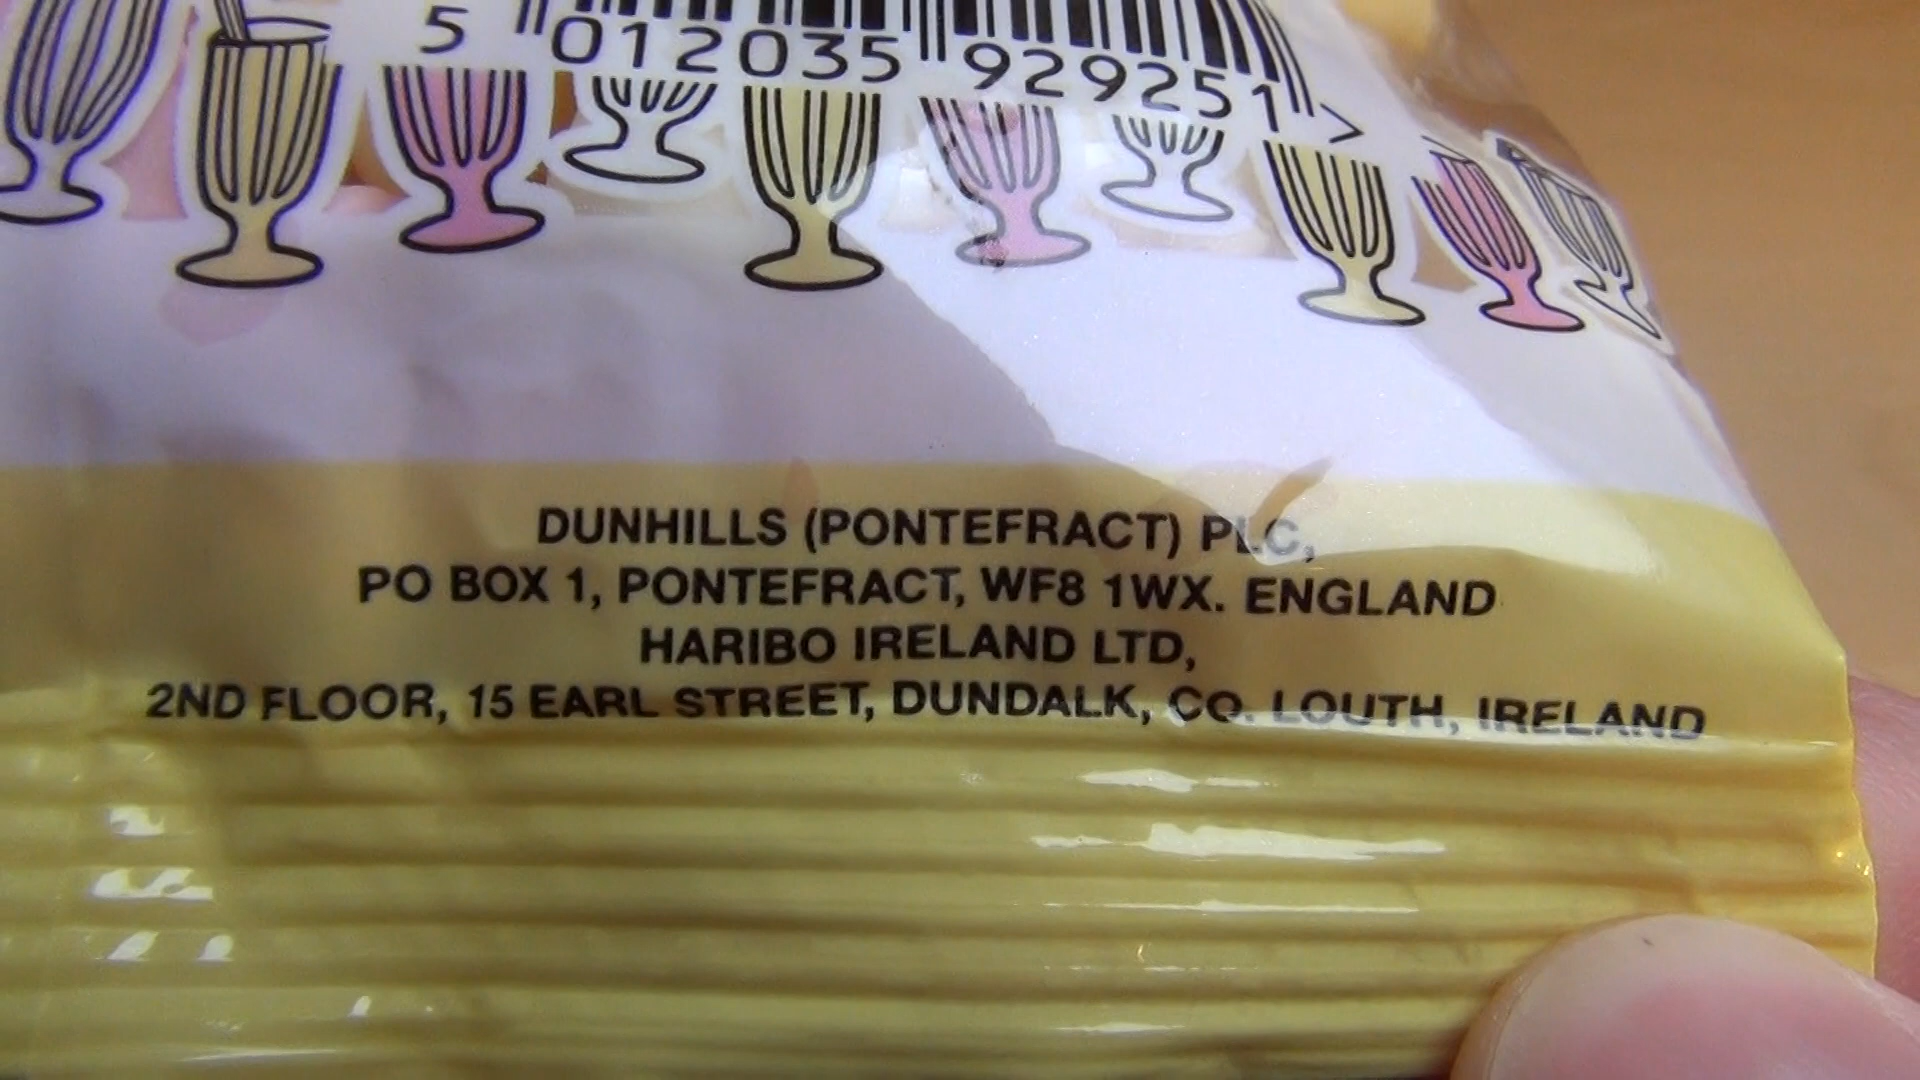 5 012035 929251 >
DUNHILLS (PONTEFRACT) PLC,
PO BOX 1, PONTEFRACT, WF8 1WX. ENGLAND
HARIBO IRELAND LTD,
2ND FLOOR, 15 EARL STREET, DUNDALK, CO. LOUTH, IRELAND